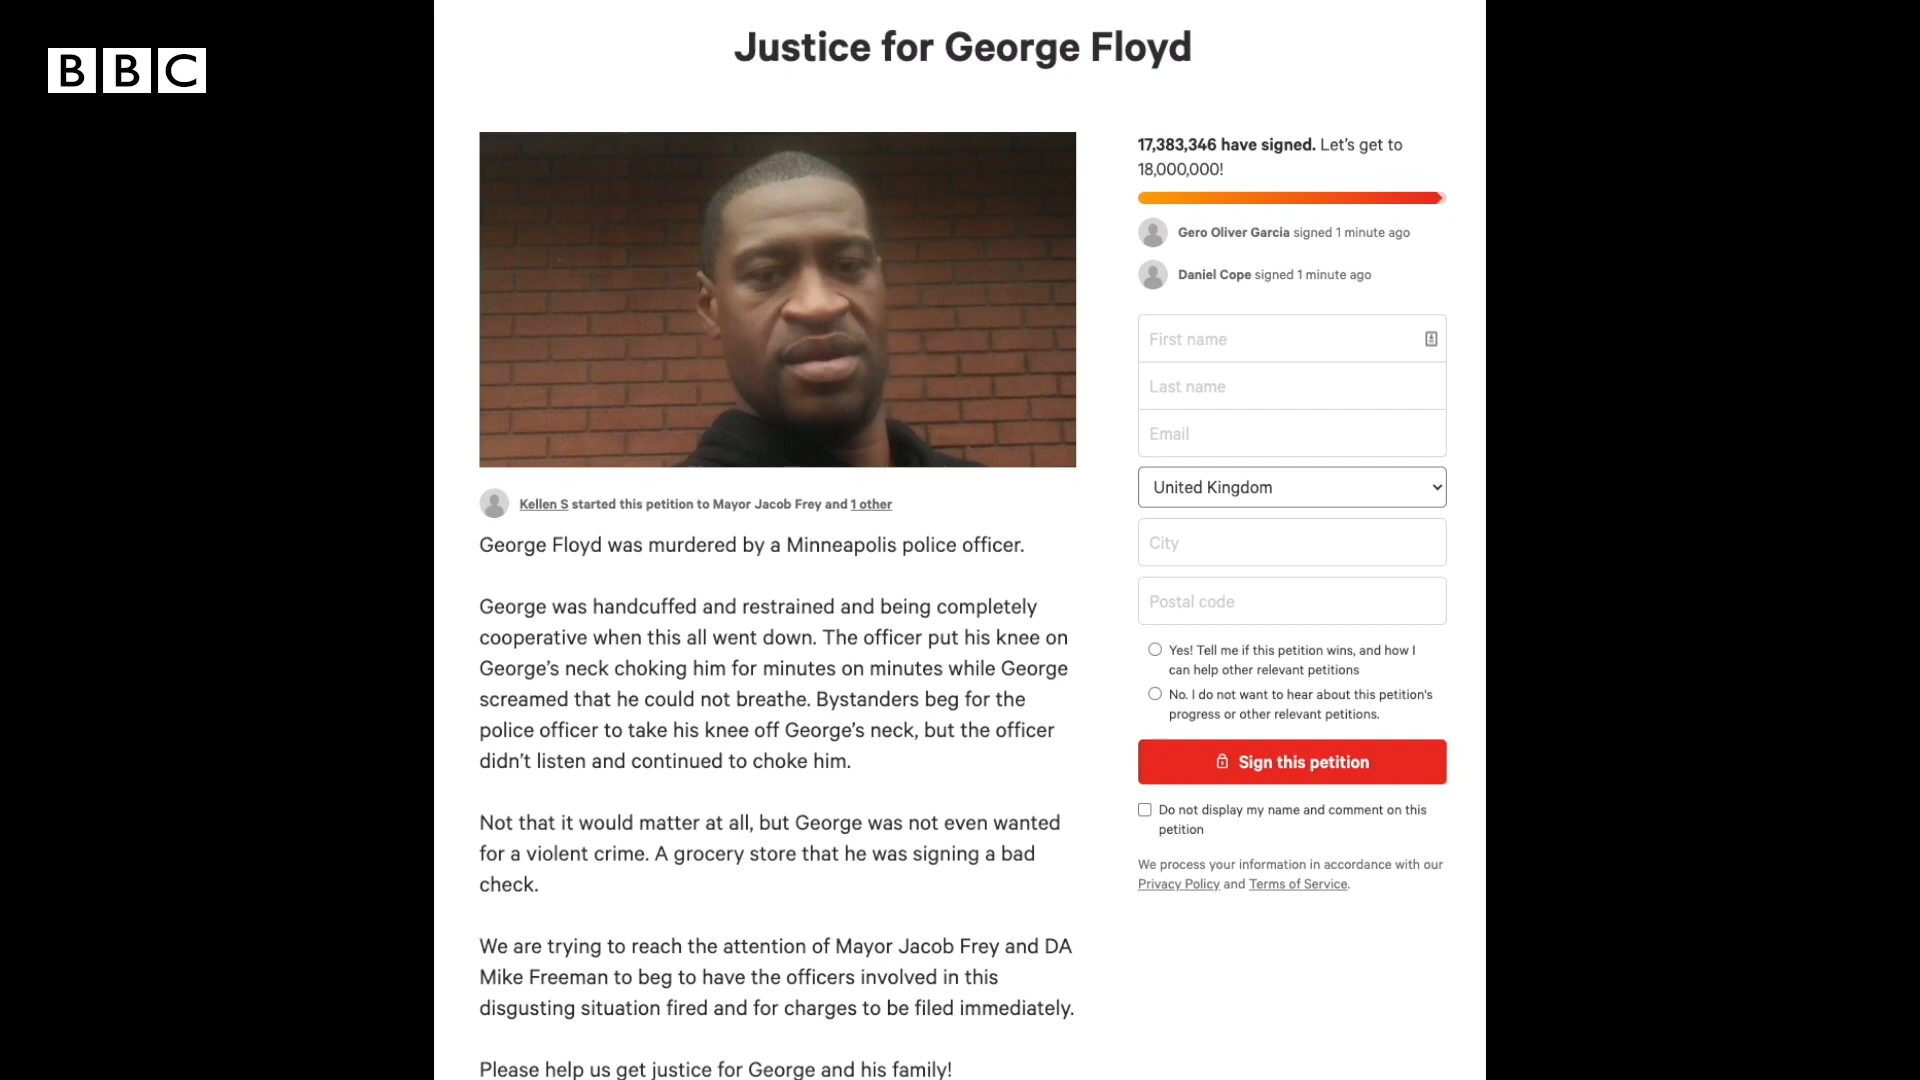 BBC
Justice for George Floyd
17,383,346 have signed. Let's get to
18,000,000!
Gero Oliver Garcia signed 1 minute ago
Daniel Cope signed 1 minute ago
First name
Last name
Email
United Kingdom
City
Postal code
Yes! Tell me if this petition wins, and how I
can help other relevant petitions
No. I do not want to hear about this petition's
progress or other relevant petitions.
Sign this petition
Do not display my name and comment on this
petition
We process your information in accordance with our
Privacy Policy and Terms of Service.
Kellen S started this petition to Mayor Jacob Frey and 1 other
George Floyd was murdered by a Minneapolis police officer.
George was handcuffed and restrained and being completely
cooperative when this all went down. The officer put his knee on
George’s neck choking him for minutes on minutes while George
screamed that he could not breathe. Bystanders beg for the
police officer to take his knee off George’s neck, but the officer
didn’t listen and continued to choke him.
Not that it would matter at all, but George was not even wanted
for a violent crime. A grocery store that he was signing a bad
check.
We are trying to reach the attention of Mayor Jacob Frey and DA
Mike Freeman to beg to have the officers involved in this
disgusting situation fired and for charges to be filed immediately.
Please help us get justice for George and his family!